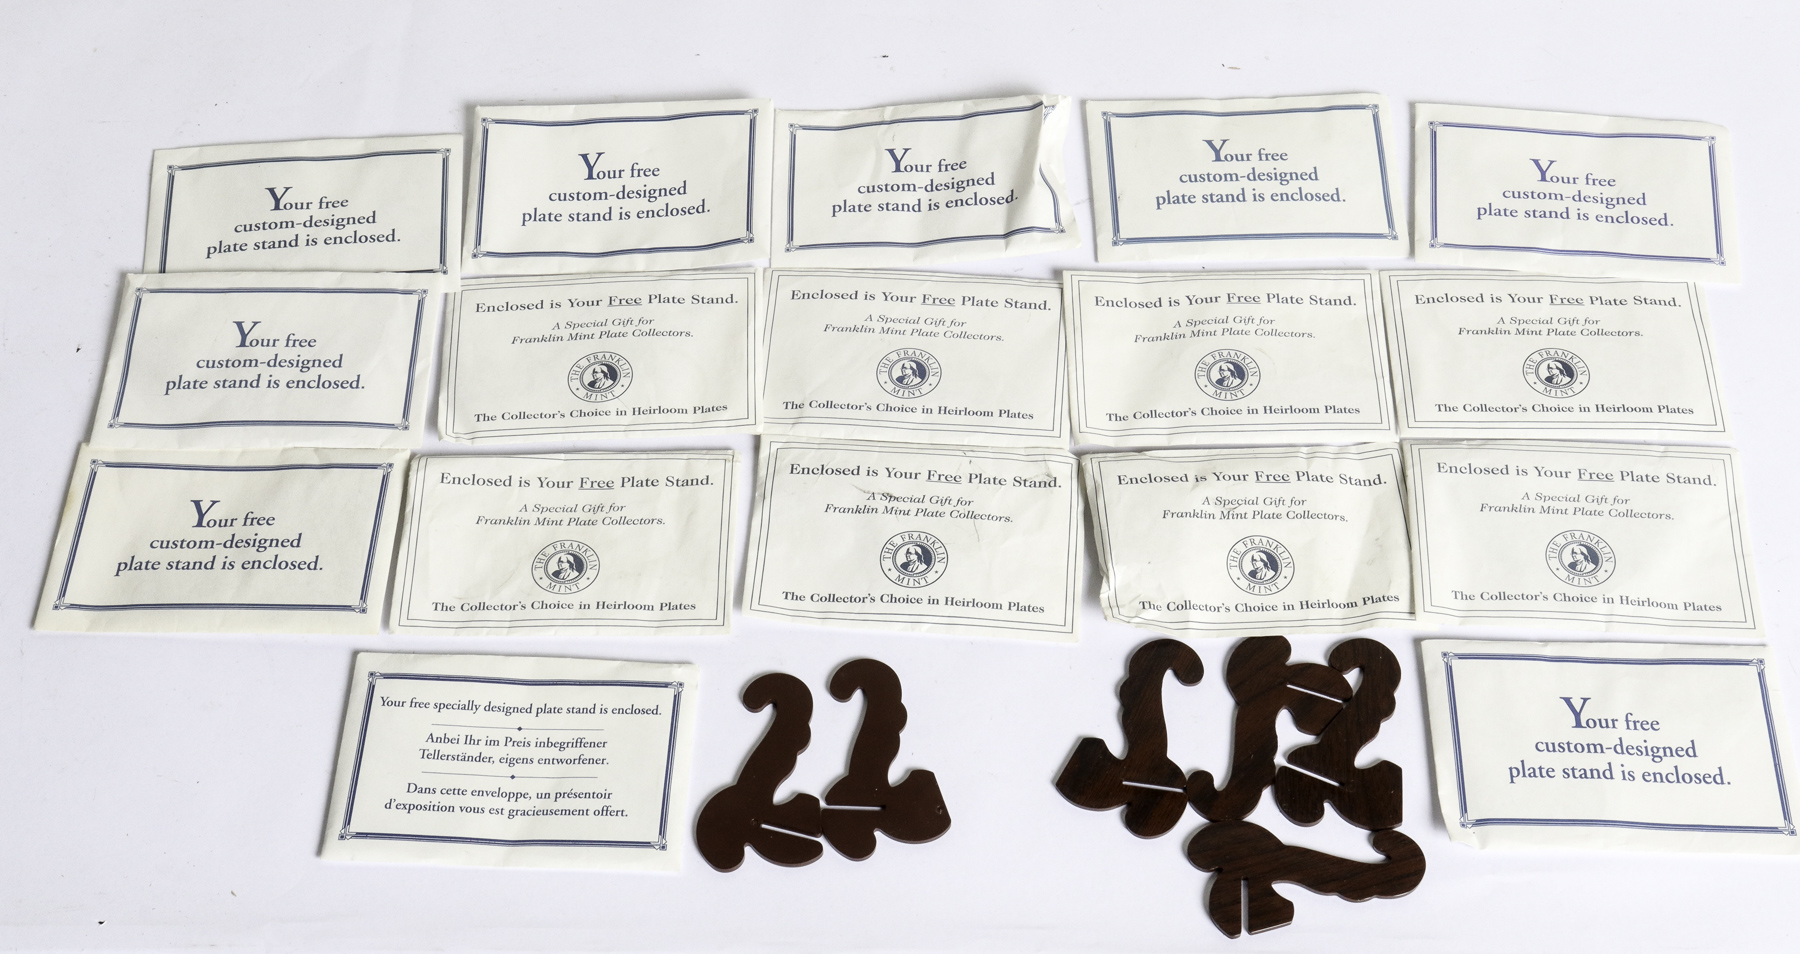 Your free
custom-designed
plate stand is enclosed.
Your free
custom-designed
plate stand is enclosed.
Your free
custom-designed
plate stand is enclosed.
Your free
custom-designed
plate stand is enclosed.
Your free
custom-designed
plate stand is enclosed.
Your free
custom-designed
plate stand is enclosed.
Enclosed is Your Free Plate Stand.
A Special Gift for
Franklin Mint Plate Collectors.
THE FRANKLIN
MINT
The Collector's Choice in Heirloom Plates
Enclosed is Your Free Plate Stand.
A Special Gift for
Franklin Mint Plate Collectors.
THE FRANKLIN
MINT
The Collector's Choice in Heirloom Plates
Enclosed is Your Free Plate Stand.
A Special Gift for
Franklin Mint Plate Collectors.
THE FRANKLIN
MINT
The Collector's Choice in Heirloom Plates
Enclosed is Your Free Plate Stand.
A Special Gift for
Franklin Mint Plate Collectors.
THE FRANKLIN
MINT
The Collector's Choice in Heirloom Plates
Your free
custom-designed
plate stand is enclosed.
Enclosed is Your Free Plate Stand.
A Special Gift for
Franklin Mint Plate Collectors.
THE FRANKLIN
MINT
The Collector's Choice in Heirloom Plates
Enclosed is Your Free Plate Stand.
A Special Gift for
Franklin Mint Plate Collectors.
THE FRANKLIN
MINT
The Collector's Choice in Heirloom Plates
Enclosed is Your Free Plate Stand.
A Special Gift for
Franklin Mint Plate Collectors.
THE FRANKLIN
MINT
The Collector's Choice in Heirloom Plates
Enclosed is Your Free Plate Stand.
A Special Gift for
Franklin Mint Plate Collectors.
THE FRANKLIN
MINT
The Collector's Choice in Heirloom Plates
Your free specially designed plate stand is enclosed.
Anbei Ihr im Preis inbegriffener
Tellerständer, eigens entworfener.
Dans cette enveloppe, un présentoir
d'exposition vous est gracieusement offert.
Your free
custom-designed
plate stand is enclosed.